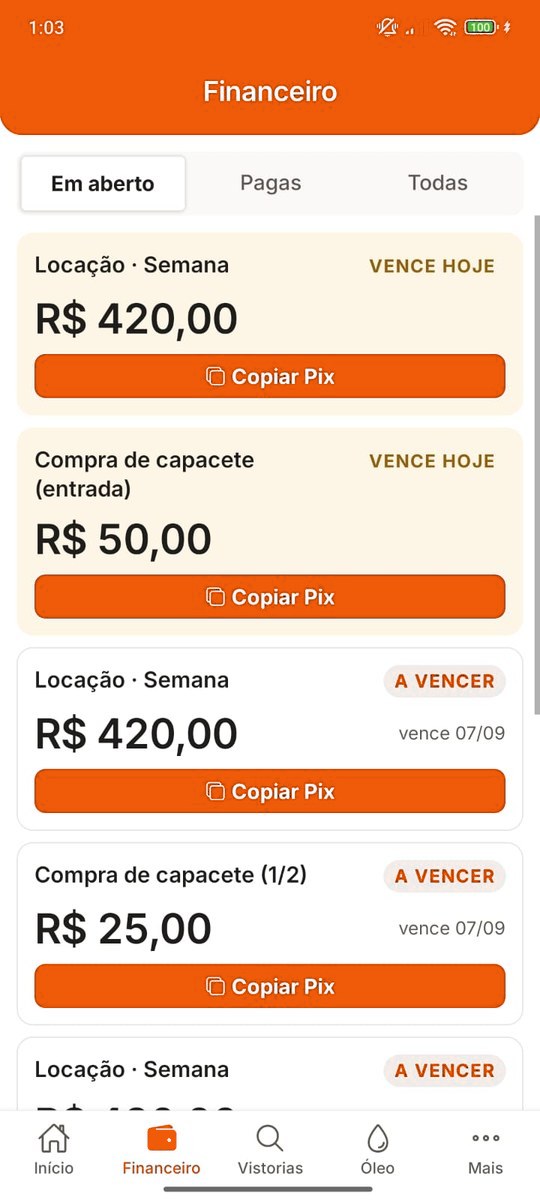 1:03
100
Financeiro
Em aberto
Pagas
Todas
Locação · Semana
VENCE HOJE
R$ 420,00
Copiar Pix
Compra de capacete
(entrada)
VENCE HOJE
R$ 50,00
Copiar Pix
Locação · Semana
A VENCER
R$ 420,00
vence 07/09
Copiar Pix
Compra de capacete (1/2)
A VENCER
R$ 25,00
vence 07/09
Copiar Pix
Locação · Semana
A VENCER
Início
Financeiro
Vistorias
Óleo
Mais